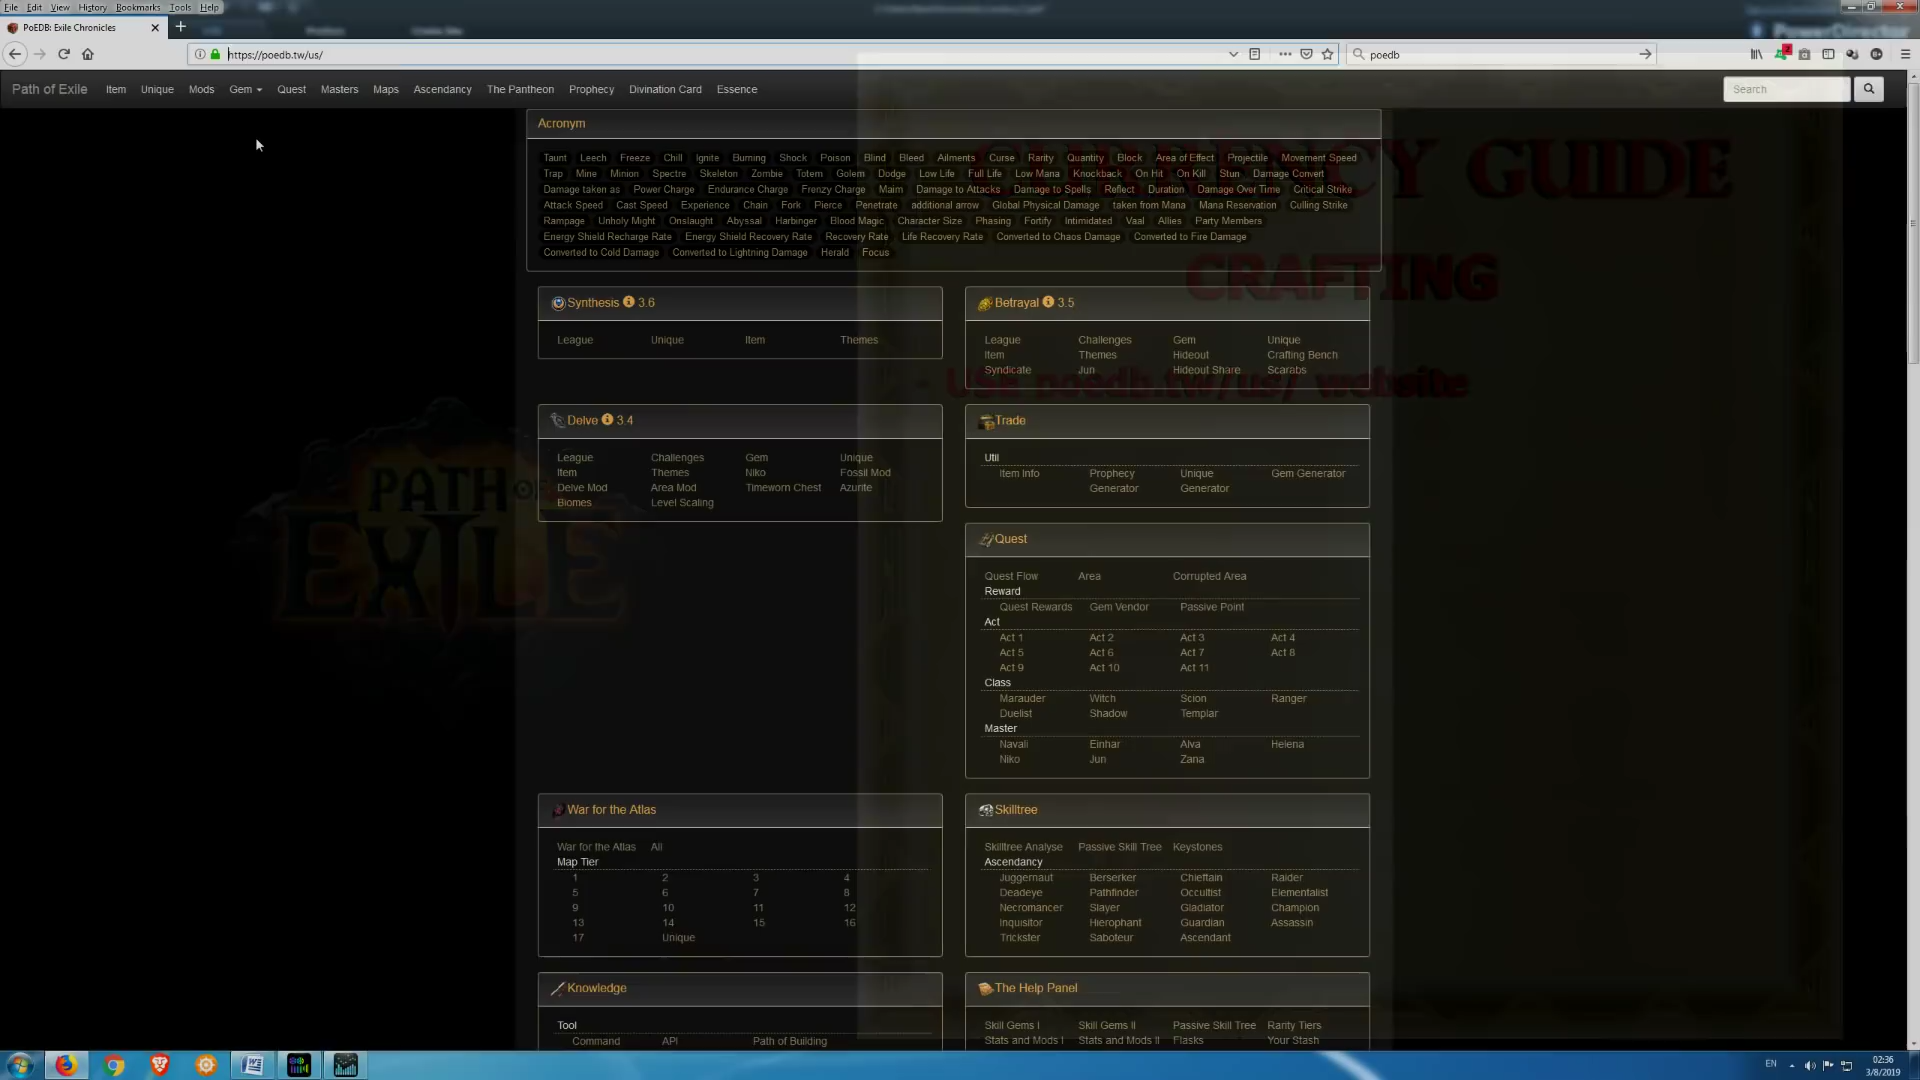 File Edit View History Bookmarks Tools Help
PoEDB: Exile Chronicles
PowerDirector
https://poedb.tw/us/
poedb
Path of Exile Item Unique Mods Gem Quest Masters Maps Ascendancy The Pantheon Prophecy Divination Card Essence
Search
Acronym
Taunt Leech Freeze Chill Ignite Burning Shock Poison Blind Bleed Ailments Curse Rarity Quantity Block Area of Effect Projectile Movement Speed
Trap Mine Minion Spectre Skeleton Zombie Totem Golem Dodge Low Life Full Life Low Mana Knockback On Hit On Kill Stun Damage Convert
Damage taken as Power Charge Endurance Charge Frenzy Charge Maim Damage to Attacks Damage to Spells Reflect Duration Damage Over Time Critical Strike
Attack Speed Cast Speed Experience Chain Fork Pierce Penetrate additional arrow Global Physical Damage taken from Mana Mana Reservation Culling Strike
Rampage Unholy Might Onslaught Abyssal Harbinger Blood Magic Character Size Phasing Fortify Intimidated Vaal Allies Party Members
Energy Shield Recharge Rate Energy Shield Recovery Rate Recovery Rate Life Recovery Rate Converted to Chaos Damage Converted to Fire Damage
Converted to Cold Damage Converted to Lightning Damage Herald Focus
CURRENCY GUIDE
CRAFTING
- Use poedb.tw/us/ website
PATH OF
EXILE
Synthesis 3.6
League Unique Item Themes
Betrayal 3.5
League Challenges Gem Unique
Item Themes Hideout Crafting Bench
Syndicate Jun Hideout Share Scarabs
Delve 3.4
League Challenges Gem Unique
Item Themes Niko Fossil Mod
Delve Mod Area Mod Timeworn Chest Azurite
Biomes Level Scaling
Trade
Util
Item Info Prophecy Unique Gem Generator
Generator Generator
Quest
Quest Flow Area Corrupted Area
Reward
Quest Rewards Gem Vendor Passive Point
Act
Act 1 Act 2 Act 3 Act 4
Act 5 Act 6 Act 7 Act 8
Act 9 Act 10 Act 11
Class
Marauder Witch Scion Ranger
Duelist Shadow Templar
Master
Navali Einhar Alva Helena
Niko Jun Zana
War for the Atlas
War for the Atlas All
Map Tier
1 2 3 4
5 6 7 8
9 10 11 12
13 14 15 16
17 Unique
Skilltree
Skilltree Analyse Passive Skill Tree Keystones
Ascendancy
Juggernaut Berserker Chieftain Raider
Deadeye Pathfinder Occultist Elementalist
Necromancer Slayer Gladiator Champion
Inquisitor Hierophant Guardian Assassin
Trickster Saboteur Ascendant
Knowledge
Tool
Command API Path of Building
The Help Panel
Skill Gems I Skill Gems II Passive Skill Tree Rarity Tiers
Stats and Mods I Stats and Mods II Flasks Your Stash
EN
02:36
3/8/2019